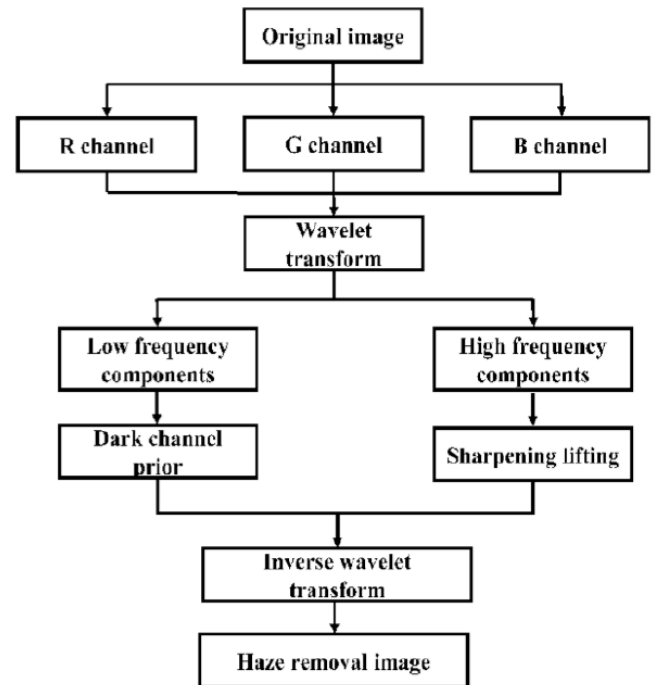 Original image
R channel
G channel
B channel
Wavelet
transform
Low frequency
components
High frequency
components
Dark channel
prior
Sharpening lifting
Inverse wavelet
transform
Haze removal image